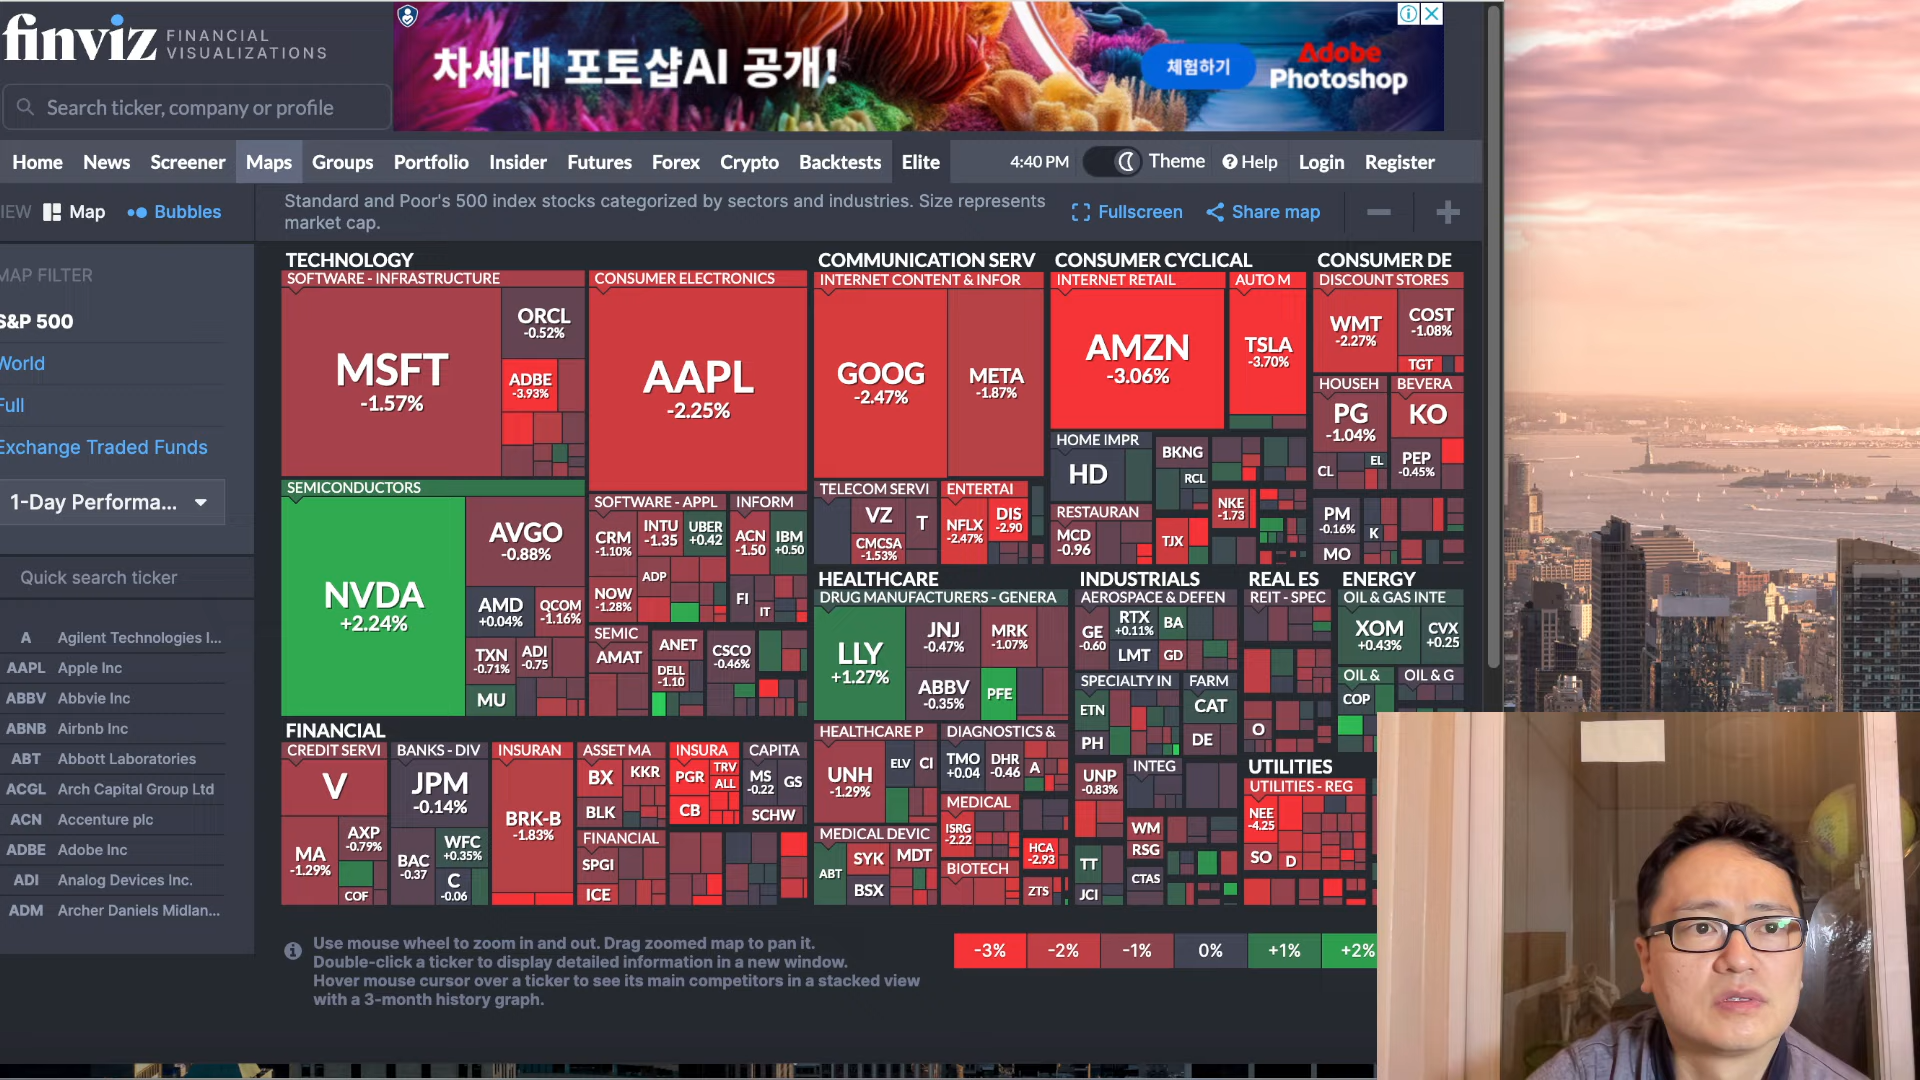 finviz FINANCIAL
VISUALIZATIONS
차세대 포토샵AI 공개!
체험하기
Adobe
Photoshop
Search ticker, company or profile
Home News Screener Maps Groups Portfolio Insider Futures Forex Crypto Backtests Elite
4:40 PM Theme Help Login Register
IEW Map Bubbles
Standard and Poor's 500 index stocks categorized by sectors and industries. Size represents
market cap.
Fullscreen Share map
MAP FILTER
S&P 500
World
Full
Exchange Traded Funds
1-Day Performa...
Quick search ticker
A Agilent Technologies I...
AAPL Apple Inc
ABBV Abbvie Inc
ABNB Airbnb Inc
ABT Abbott Laboratories
ACGL Arch Capital Group Ltd
ACN Accenture plc
ADBE Adobe Inc
ADI Analog Devices Inc.
ADM Archer Daniels Midlan...
TECHNOLOGY
SOFTWARE - INFRASTRUCTURE
MSFT
-1.57%
ORCL
-0.52%
ADBE
-3.93%
CONSUMER ELECTRONICS
AAPL
-2.25%
SEMICONDUCTORS
NVDA
+2.24%
AVGO
-0.88%
AMD
+0.04%
QCOM
-1.16%
TXN
-0.71%
ADI
-0.75
MU
SOFTWARE - APPL
CRM
-1.10%
INTU
-1.35
UBER
+0.42
NOW
-1.28%
ADP
INFORM
ACN
-1.50
IBM
+0.50
FI
IT
SEMIC
AMAT
ANET
DELL
-1.10
CSCO
-0.46%
COMMUNICATION SERV
INTERNET CONTENT & INFOR
GOOG
-2.47%
META
-1.87%
TELECOM SERVI
VZ
T
CMCSA
-1.53%
ENTERTAI
NFLX
-2.47%
DIS
-2.90
CONSUMER CYCLICAL
INTERNET RETAIL
AMZN
-3.06%
AUTO M
TSLA
-3.70%
HOME IMPR
HD
BKNG
RCL
RESTAURAN
MCD
-0.96
TJX
NKE
-1.73
CONSUMER DE
DISCOUNT STORES
WMT
-2.27%
COST
-1.08%
TGT
HOUSEH
PG
-1.04%
CL
EL
BEVERA
KO
PEP
-0.45%
PM
-0.16%
K
MO
FINANCIAL
CREDIT SERVI
V
MA
-1.29%
AXP
-0.79%
COF
BANKS - DIV
JPM
-0.14%
BAC
-0.37
WFC
+0.35%
C
-0.06
INSURAN
BRK-B
-1.83%
ASSET MA
BX
KKR
BLK
FINANCIAL
SPGI
ICE
INSURA
PGR
TRV
ALL
CB
CAPITA
MS
-0.22
GS
SCHW
HEALTHCARE
DRUG MANUFACTURERS - GENERA
LLY
+1.27%
JNJ
-0.47%
MRK
-1.07%
ABBV
-0.35%
PFE
HEALTHCARE P
UNH
-1.29%
ELV
CI
DIAGNOSTICS &
TMO
+0.04
DHR
-0.46
A
MEDICAL
ISRG
-2.22
HCA
-2.93
MEDICAL DEVIC
ABT
SYK
MDT
BSX
BIOTECH
ZTS
INDUSTRIALS
AEROSPACE & DEFEN
GE
-0.60
RTX
+0.11%
BA
LMT
GD
SPECIALTY IN
ETN
PH
FARM
CAT
DE
UNP
-0.83%
INTEG
WM
RSG
TT
JCI
CTAS
REAL ES
REIT - SPEC
O
ENERGY
OIL & GAS INTE
XOM
+0.43%
CVX
+0.25
OIL &
COP
OIL & G
UTILITIES
UTILITIES - REG
NEE
-4.25
SO
D
Use mouse wheel to zoom in and out. Drag zoomed map to pan it.
Double-click a ticker to display detailed information in a new window.
Hover mouse cursor over a ticker to see its main competitors in a stacked view
with a 3-month history graph.
-3% -2% -1% 0% +1% +2%